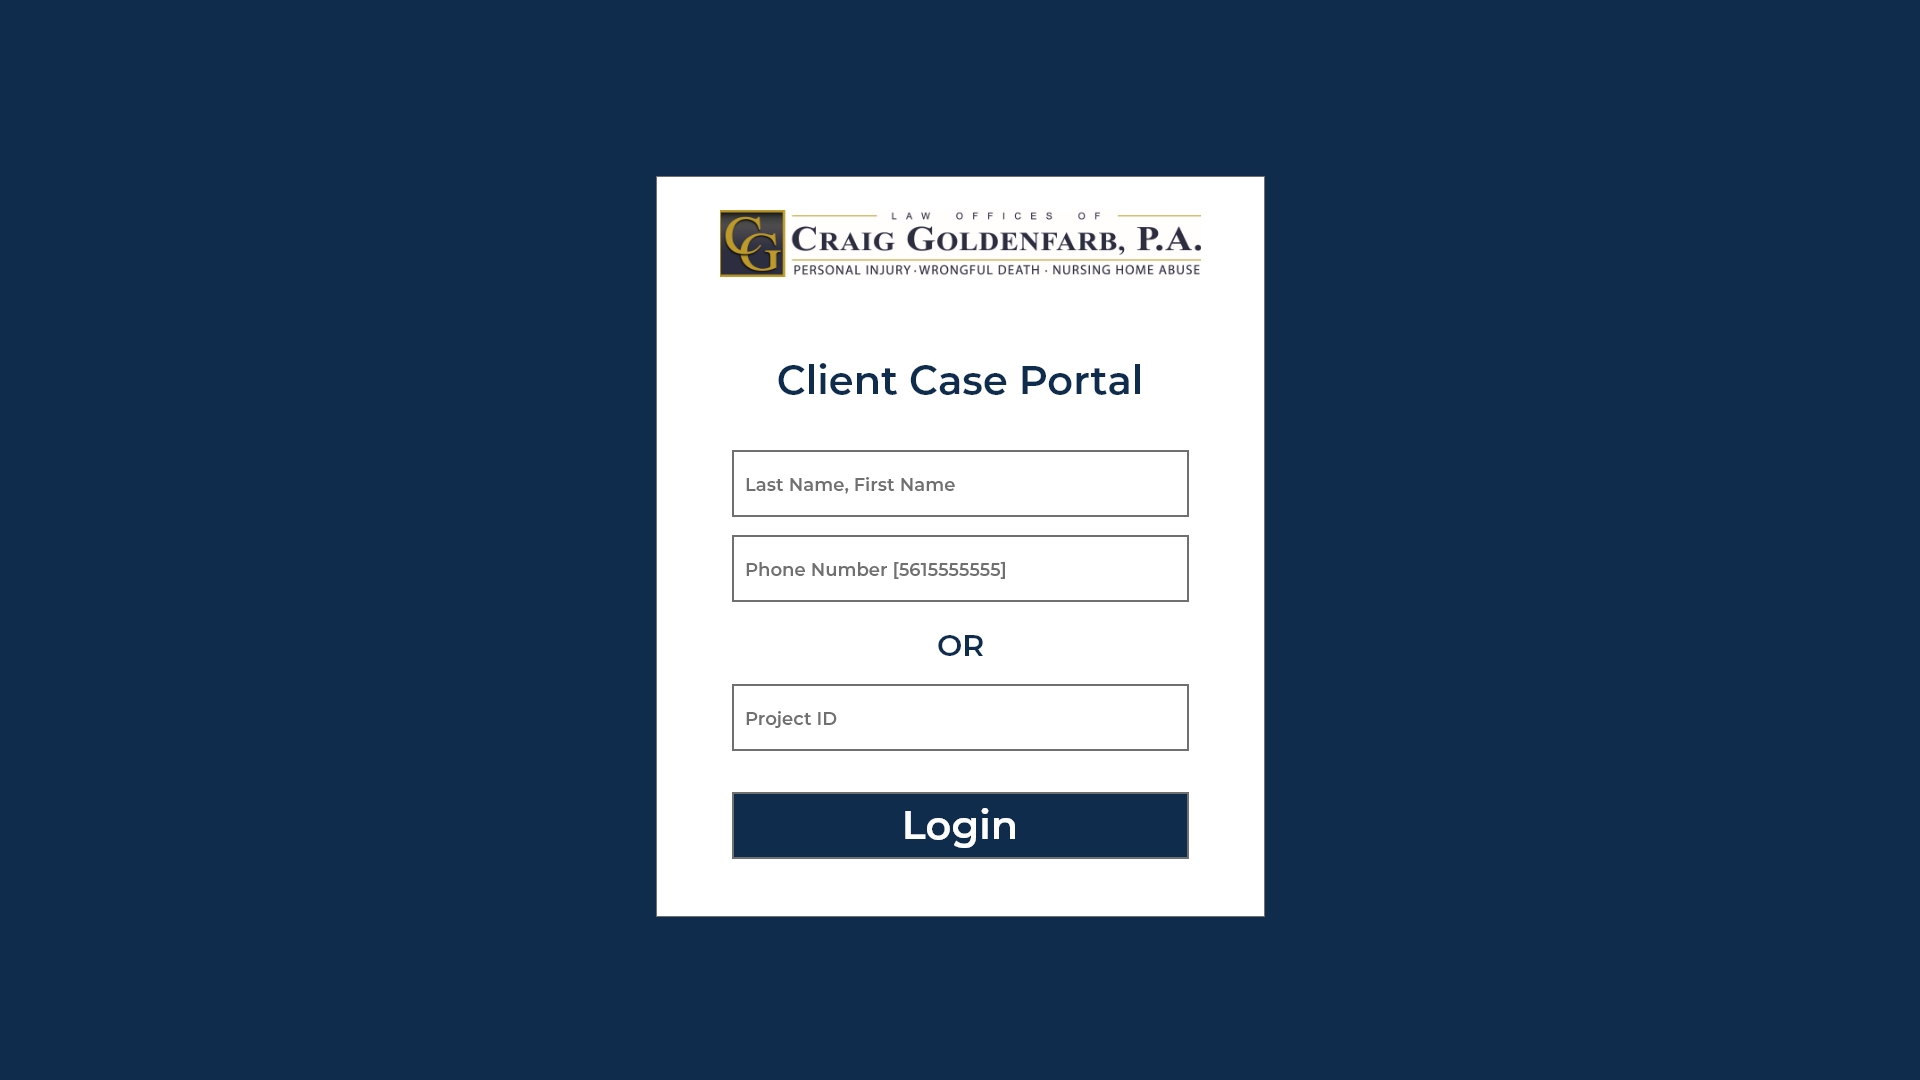 CG
LAW OFFICES OF
CRAIG GOLDENFARB, P.A.
PERSONAL INJURY · WRONGFUL DEATH · NURSING HOME ABUSE
Client Case Portal
Last Name, First Name
Phone Number [5615555555]
OR
Project ID
Login